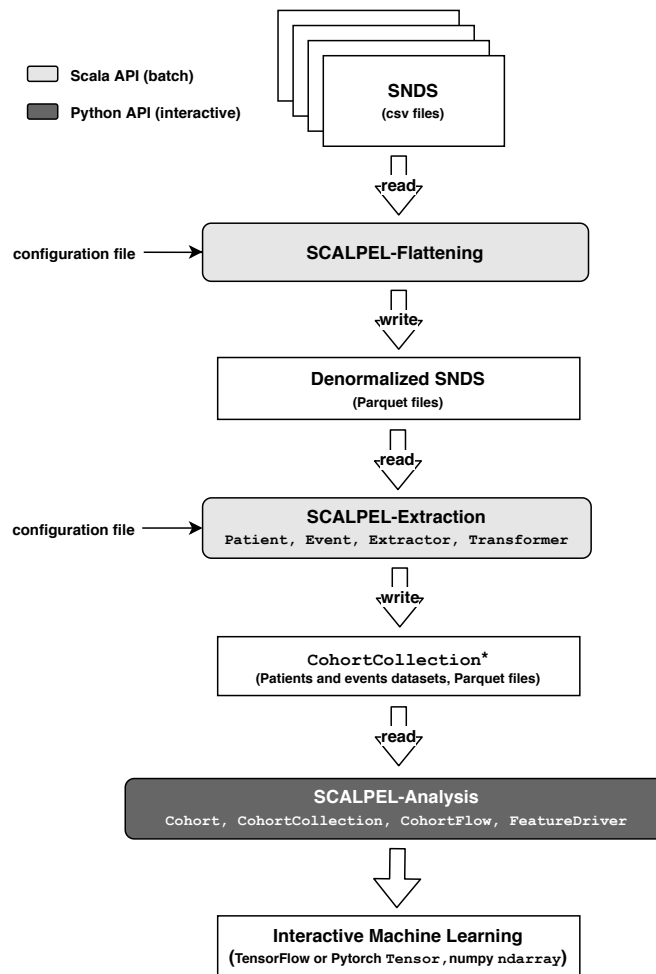 SNDS
(csv files)
Scala API (batch)
Python API (interactive)
read
configuration file
SCALPEL-Flattening
write
Denormalized SNDS
(Parquet files)
read
configuration file
SCALPEL-Extraction
Patient, Event, Extractor, Transformer
write
CohortCollection*
(Patients and events datasets, Parquet files)
read
SCALPEL-Analysis
Cohort, CohortCollection, CohortFlow, FeatureDriver
Interactive Machine Learning
(TensorFlow or Pytorch Tensor, numpy ndarray)